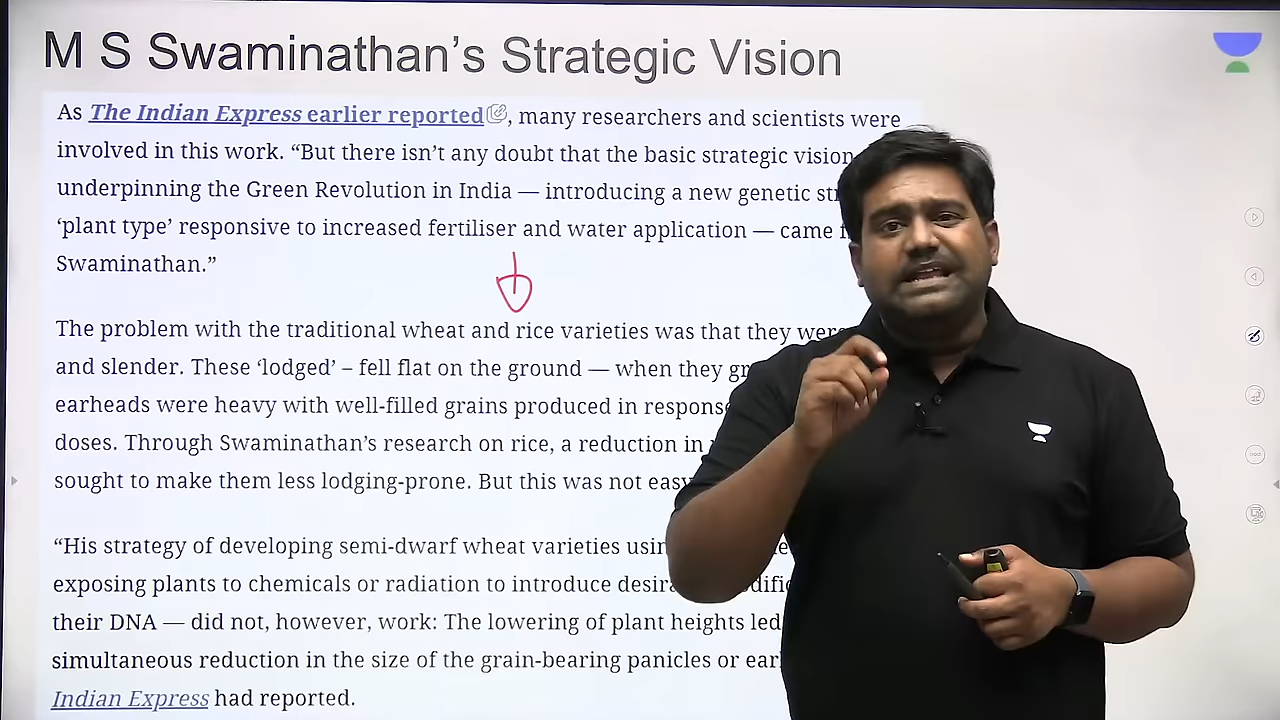 M S Swaminathan’s Strategic Vision
As The Indian Express earlier reported, many researchers and scientists were
involved in this work. “But there isn’t any doubt that the basic strategic vision
underpinning the Green Revolution in India — introducing a new genetic
‘plant type’ responsive to increased fertiliser and water application — came
Swaminathan.”
The problem with the traditional wheat and rice varieties was that they were
and slender. These ‘lodged’ – fell flat on the ground — when they
earheads were heavy with well-filled grains produced in
doses. Through Swaminathan’s research on rice, a reduction in
sought to make them less lodging-prone. But this was not easy
“His strategy of developing semi-dwarf wheat varieties
exposing plants to chemicals or radiation to introduce
their DNA — did not, however, work: The lowering of plant heights led
simultaneous reduction in the size of the grain-bearing panicles or
Indian Express had reported.